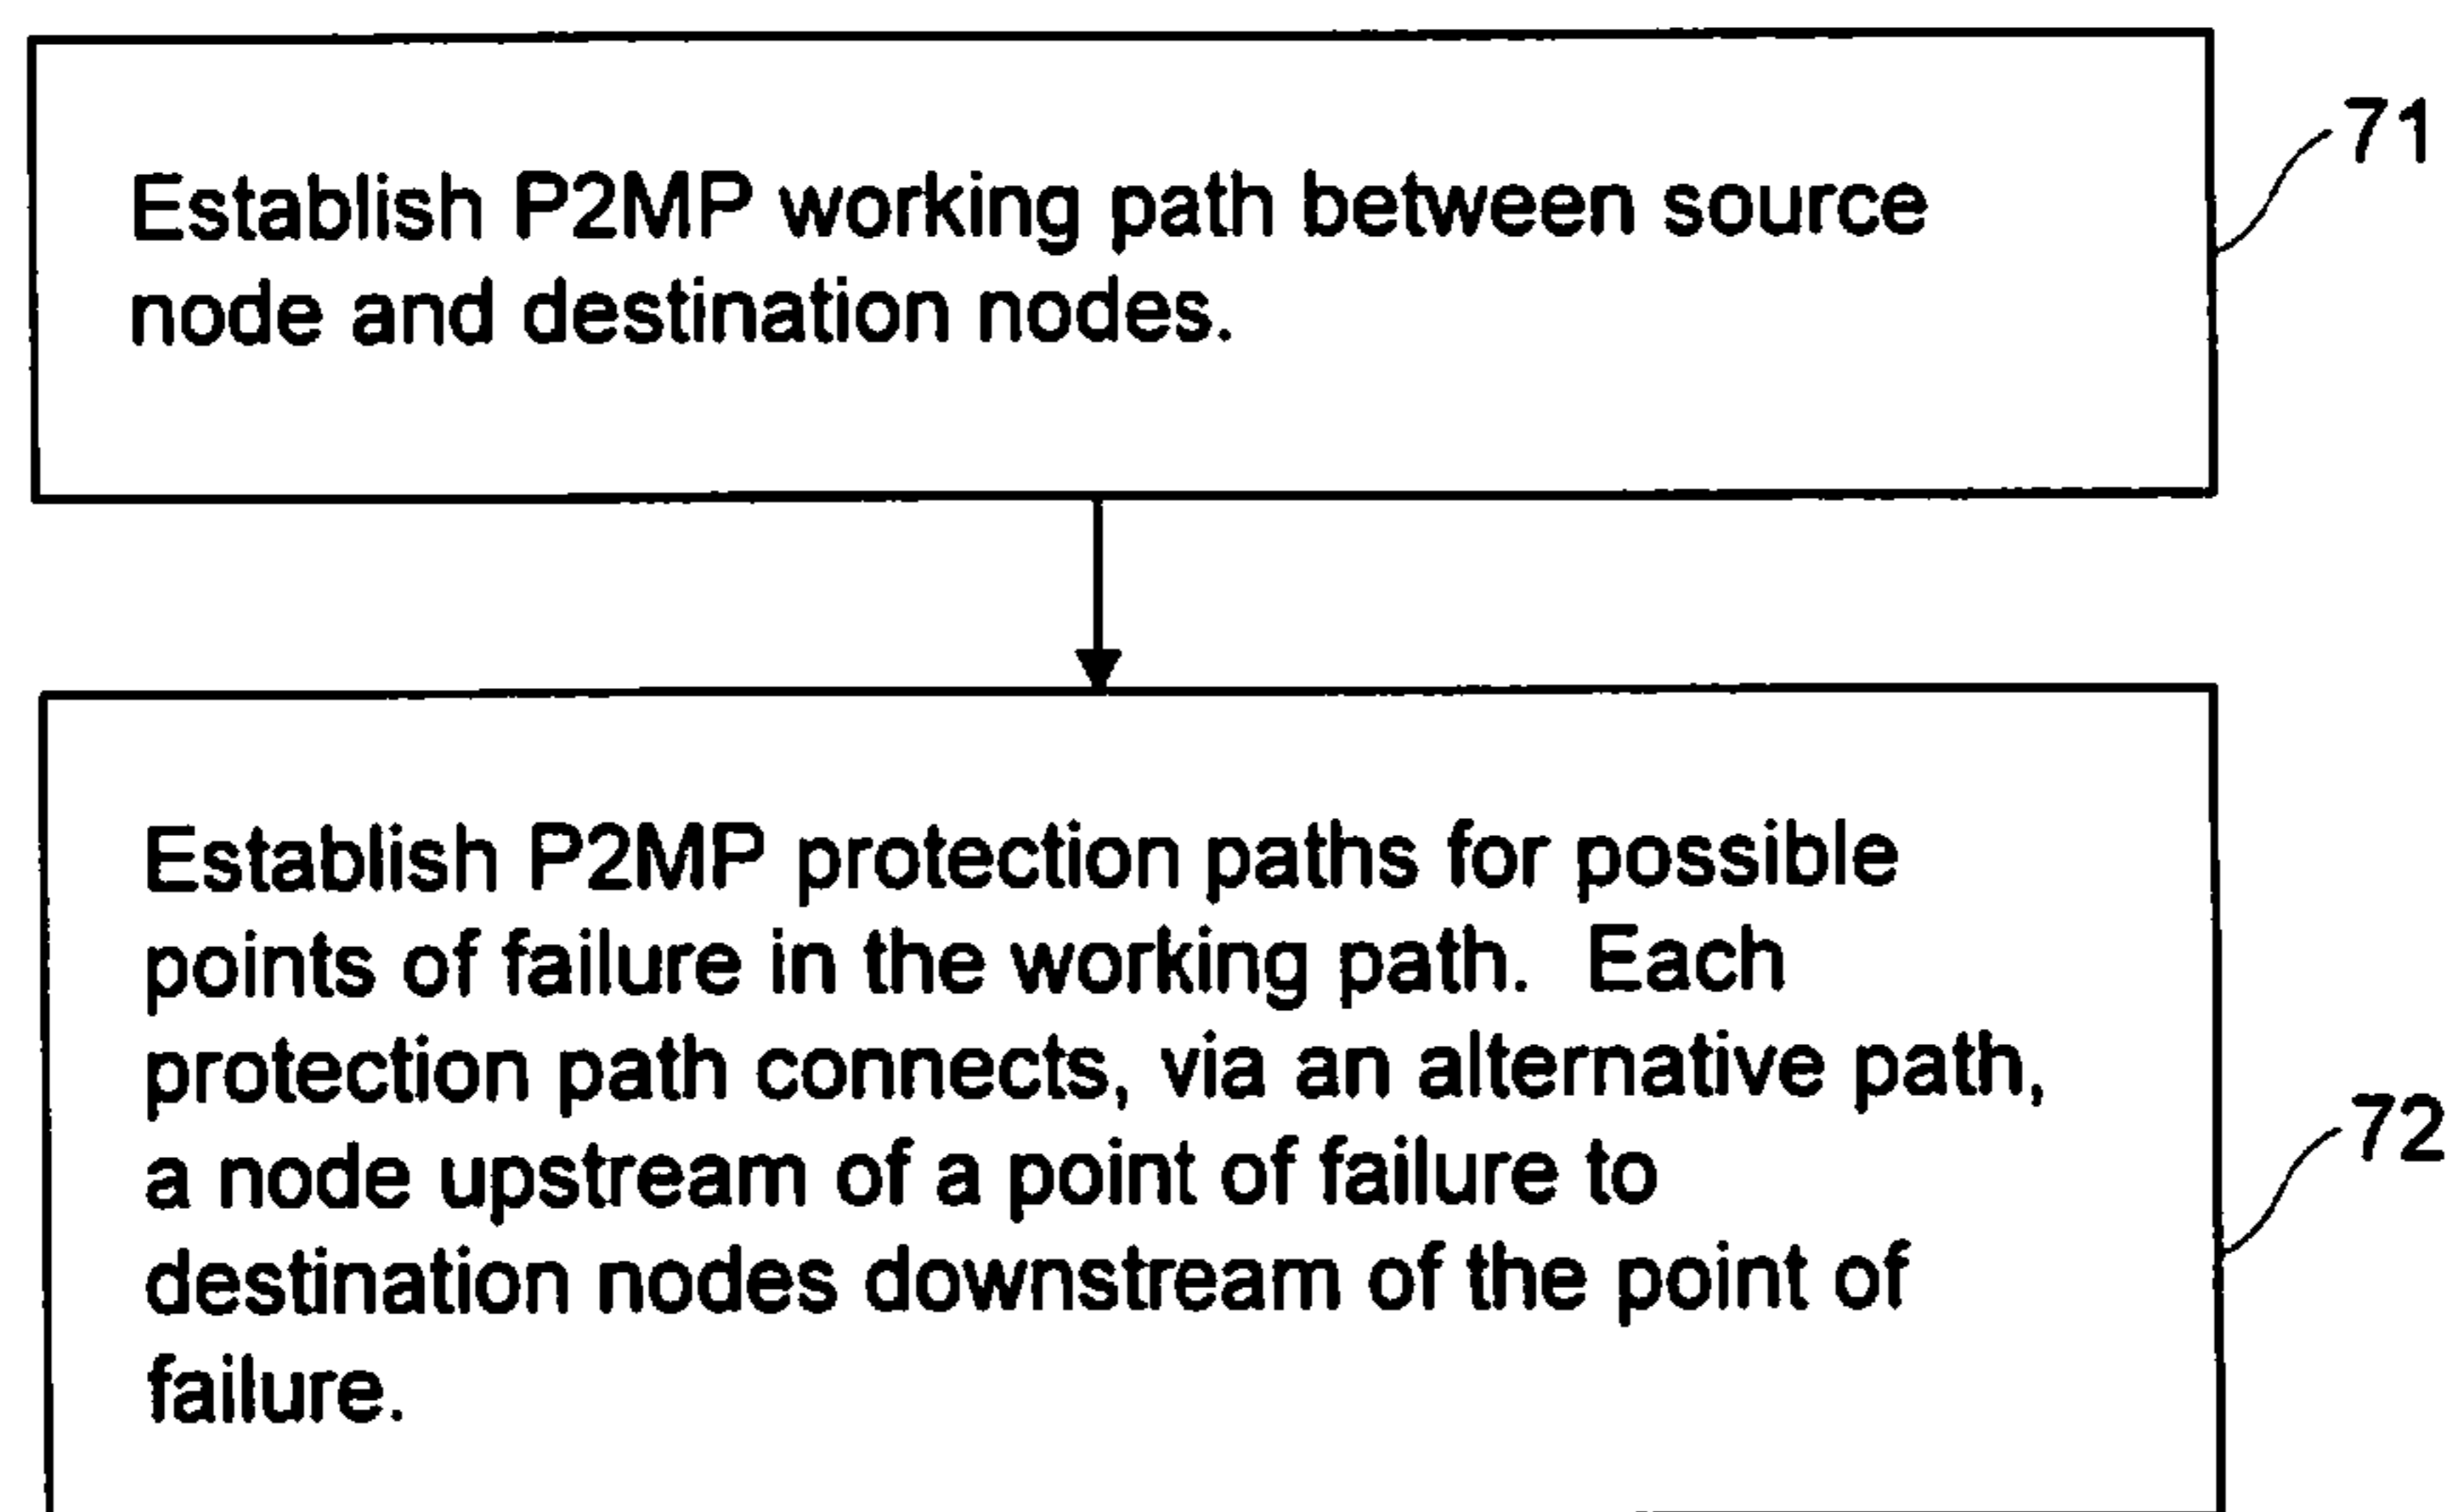 71
Establish P2MP working path between source
node and destination nodes.
Establish P2MP protection paths for possible
points of failure in the working path. Each
protection path connects, via an alternative path,
a node upstream of a point of failure to
destination nodes downstream of the point of
failure.
72